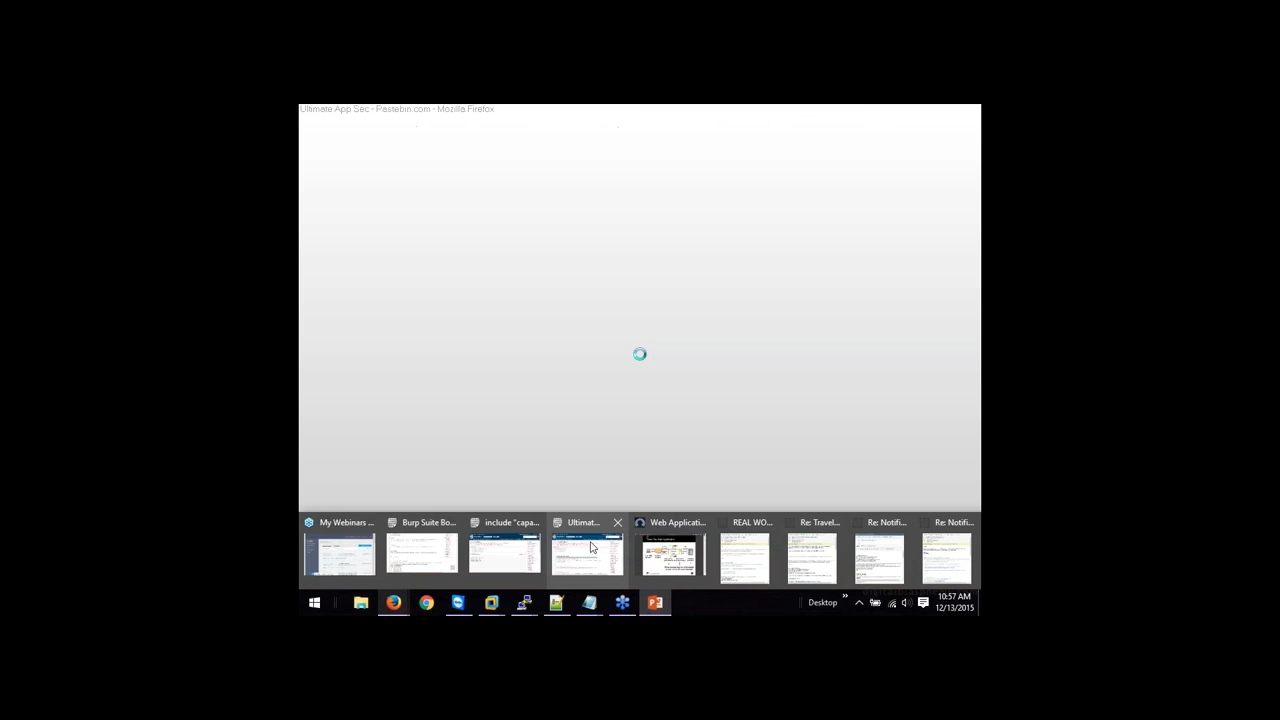 Ultimate App Sec - Pastebin.com - Mozilla Firefox
My Webinars ...
Burp Suite Bo...
include "capa...
Ultimat...
Web Applicati...
REAL WO...
Re: Travel...
Re: Notifi...
Re: Notifi...
Desktop
10:57 AM
12/13/2015